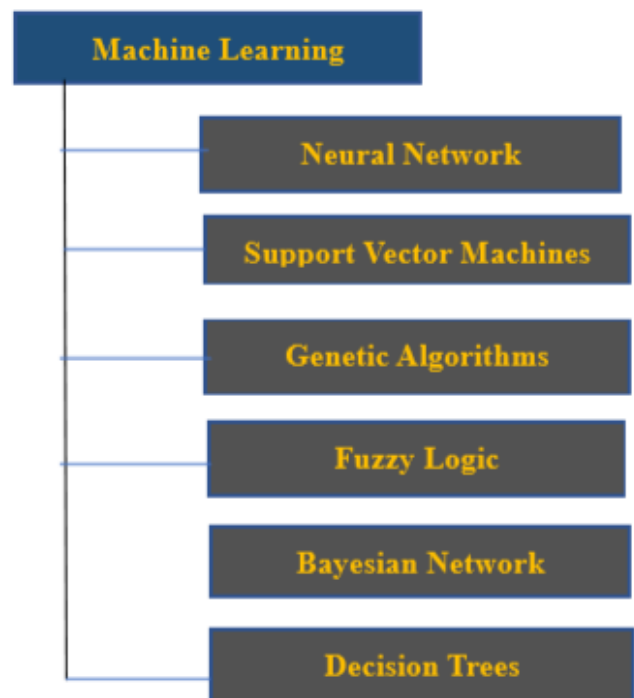 Machine Learning
Neural Network
Support Vector Machines
Genetic Algorithms
Fuzzy Logic
Bayesian Network
Decision Trees